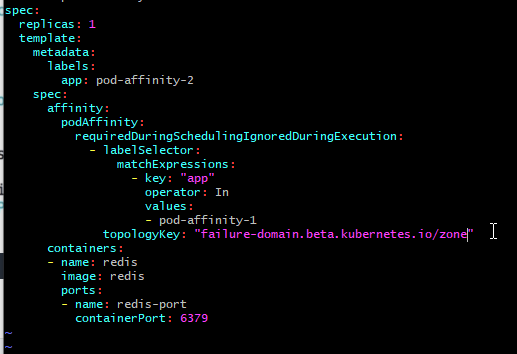 spec:
  replicas: 1
  template:
    metadata:
      labels:
        app: pod-affinity-2
    spec:
      affinity:
        podAffinity:
          requiredDuringSchedulingIgnoredDuringExecution:
            - labelSelector:
                matchExpressions:
                  - key: "app"
                    operator: In
                    values:
                    - pod-affinity-1
              topologyKey: "failure-domain.beta.kubernetes.io/zone"
      containers:
      - name: redis
        image: redis
        ports:
        - name: redis-port
          containerPort: 6379
~
~